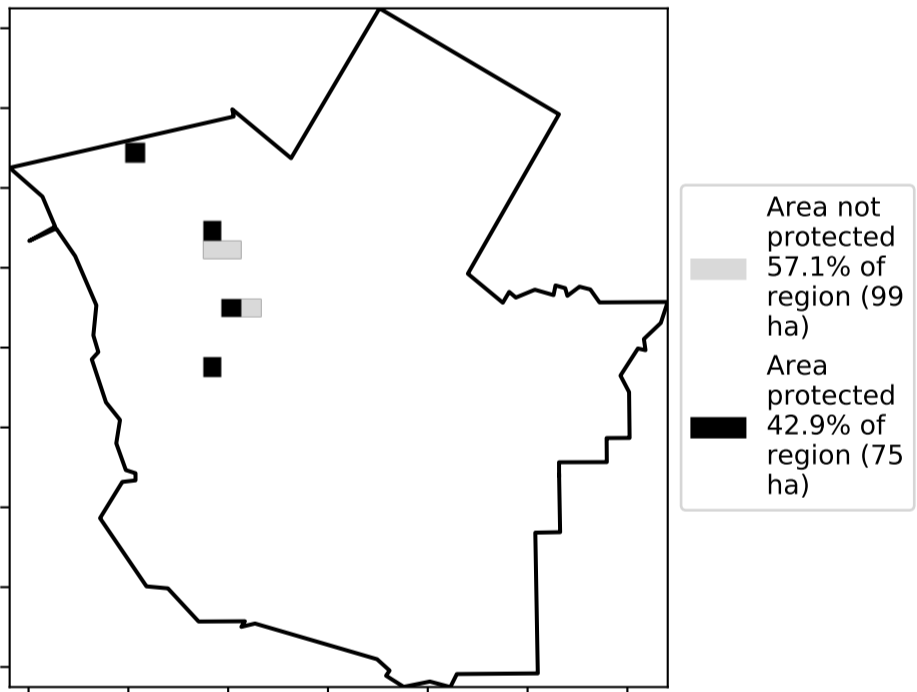 Area not
protected
57.1% of
region (99
ha)
Area
protected
42.9% of
region (75
ha)